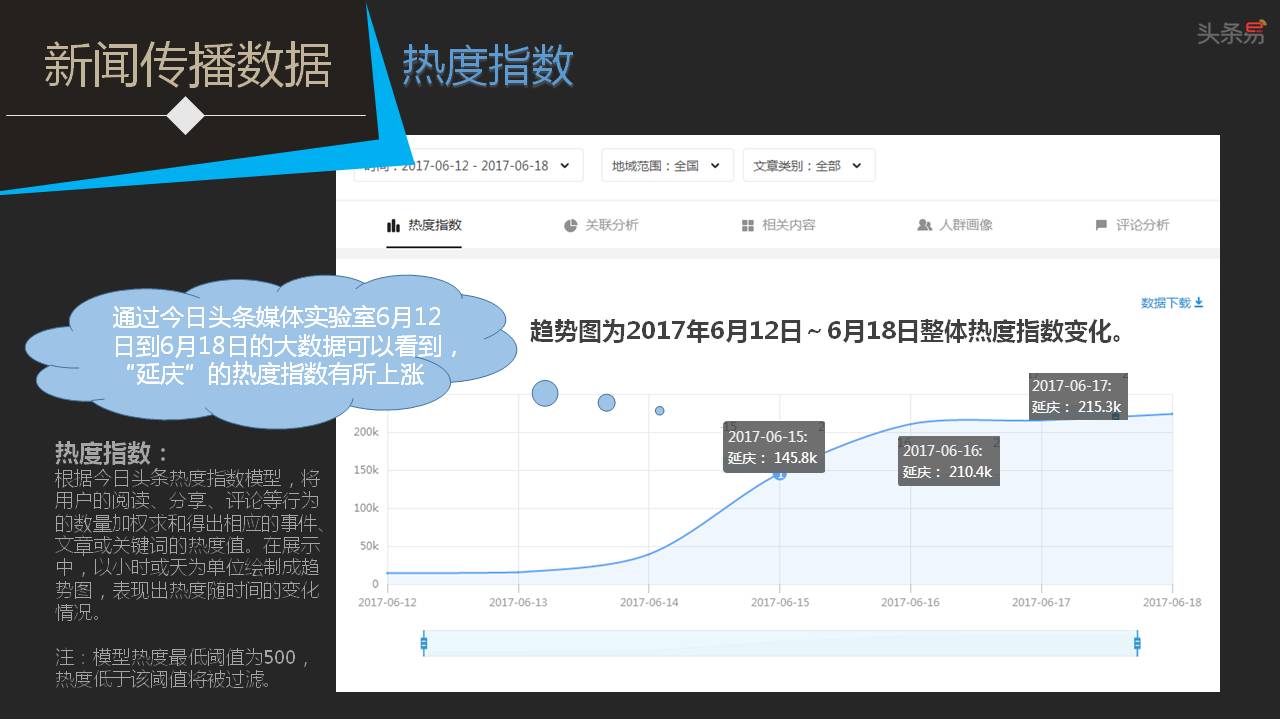 新闻传播数据
热度指数
头条易
时间：2017-06-12 - 2017-06-18
地域范围：全国
文章类别：全部
热度指数
关联分析
相关内容
人群画像
评论分析
数据下载
通过今日头条媒体实验室6月12
日到6月18日的大数据可以看到，
“延庆”的热度指数有所上涨
趋势图为2017年6月12日～6月18日整体热度指数变化。
2017-06-15:
延庆： 145.8k
2017-06-16:
延庆： 210.4k
2017-06-17:
延庆： 215.3k
200k
150k
100k
50k
0
2017-06-12
2017-06-13
2017-06-14
2017-06-15
2017-06-16
2017-06-17
2017-06-18
热度指数：
根据今日头条热度指数模型，将
用户的阅读、分享、评论等行为
的数量加权求和得出相应的事件、
文章或关键词的热度值。在展示
中，以小时或天为单位绘制成趋
势图，表现出热度随时间的变化
情况。
注：模型热度最低阈值为500，
热度低于该阈值将被过滤。